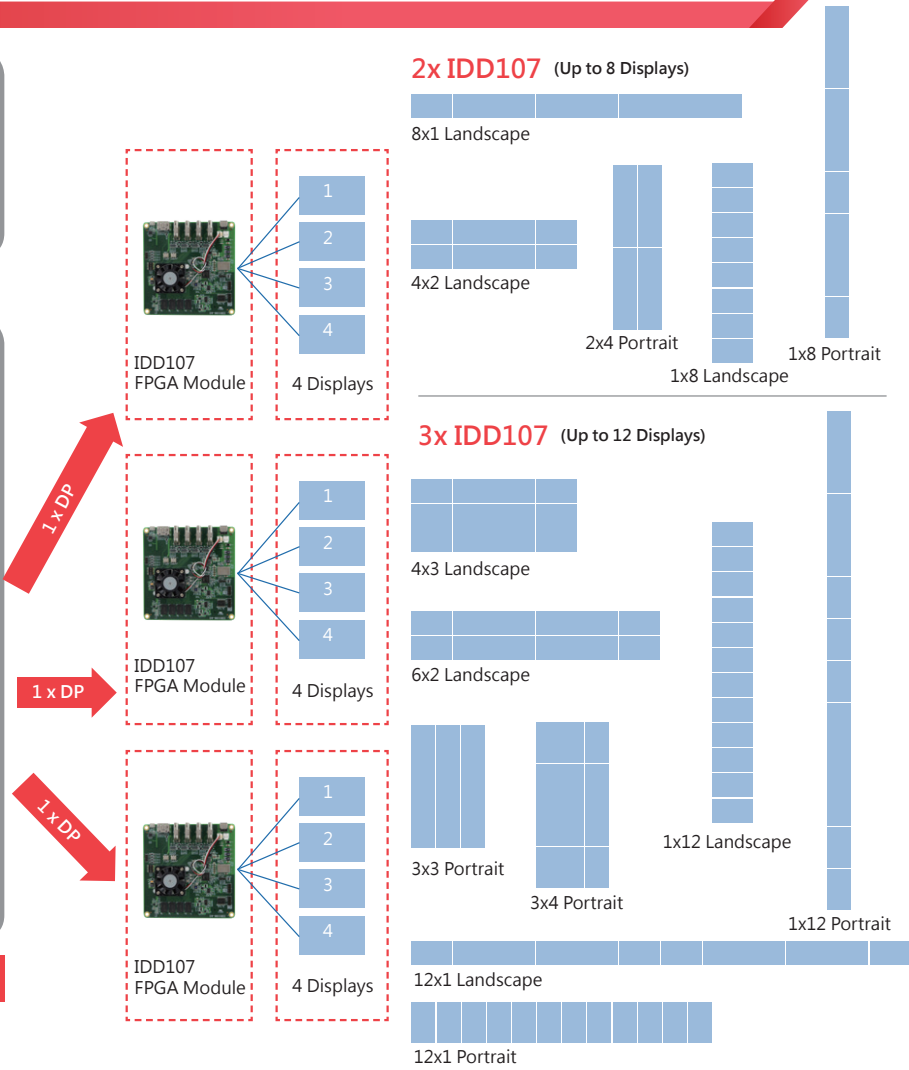 2x IDD107 (Up to 8 Displays)
8x1 Landscape
4x2 Landscape
2x4 Portrait
1x8 Landscape
1x8 Portrait
1
2
3
4
IDD107
FPGA Module
4 Displays
1 x DP
3x IDD107 (Up to 12 Displays)
4x3 Landscape
6x2 Landscape
3x3 Portrait
3x4 Portrait
1x12 Landscape
1x12 Portrait
12x1 Landscape
12x1 Portrait
1
2
3
4
IDD107
FPGA Module
4 Displays
1 x DP
1
2
3
4
IDD107
FPGA Module
4 Displays
1 x DP